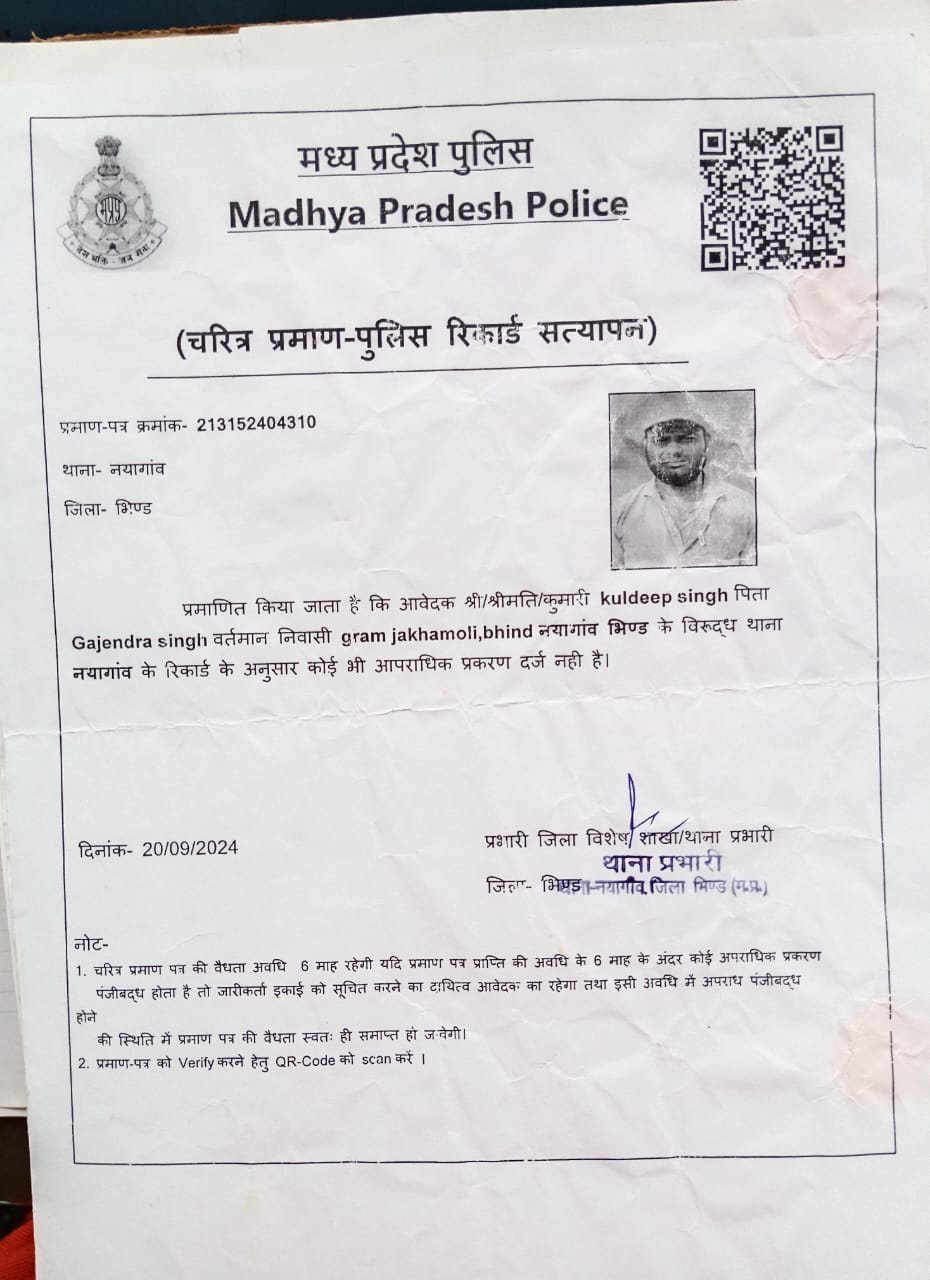 मध्य प्रदेश पुलिस
Madhya Pradesh Police
देश भक्ति - जन सेवा
(चरित्र प्रमाण-पुलिस रिकार्ड सत्यापन)
प्रमाण-पत्र क्रमांक- 213152404310
थाना- नयागांव
जिला- भिण्ड
प्रमाणित किया जाता है कि आवेदक श्री/श्रीमति/कुमारी kuldeep singh पिता
Gajendra singh वर्तमान निवासी gram jakhamoli,bhind नयागांव भिण्ड के विरूद्ध थाना
नयागांव के रिकार्ड के अनुसार कोई भी आपराधिक प्रकरण दर्ज नही है।
दिनांक- 20/09/2024
प्रभारी जिला विशेष शाखा/थाना प्रभारी
थाना प्रभारी
जिला- भिण्ड
नयागाँव जिला भिण्ड (म.प्र.)
नोट-
1. चरित्र प्रमाण पत्र की वैधता अवधि 6 माह रहेगी यदि प्रमाण पत्र प्राप्ति की अवधि के 6 माह के अंदर कोई अपराधिक प्रकरण
पंजीबद्ध होता है तो जारीकर्ता इकाई को सूचित करने का दायित्व आवेदक का रहेगा तथा इसी अवधि में अपराध पंजीबद्ध
होने
की स्थिति में प्रमाण पत्र की वैधता स्वतः ही समाप्त हो जावेगी।
2. प्रमाण-पत्र को Verify करने हेतु QR-Code को scan करें ।